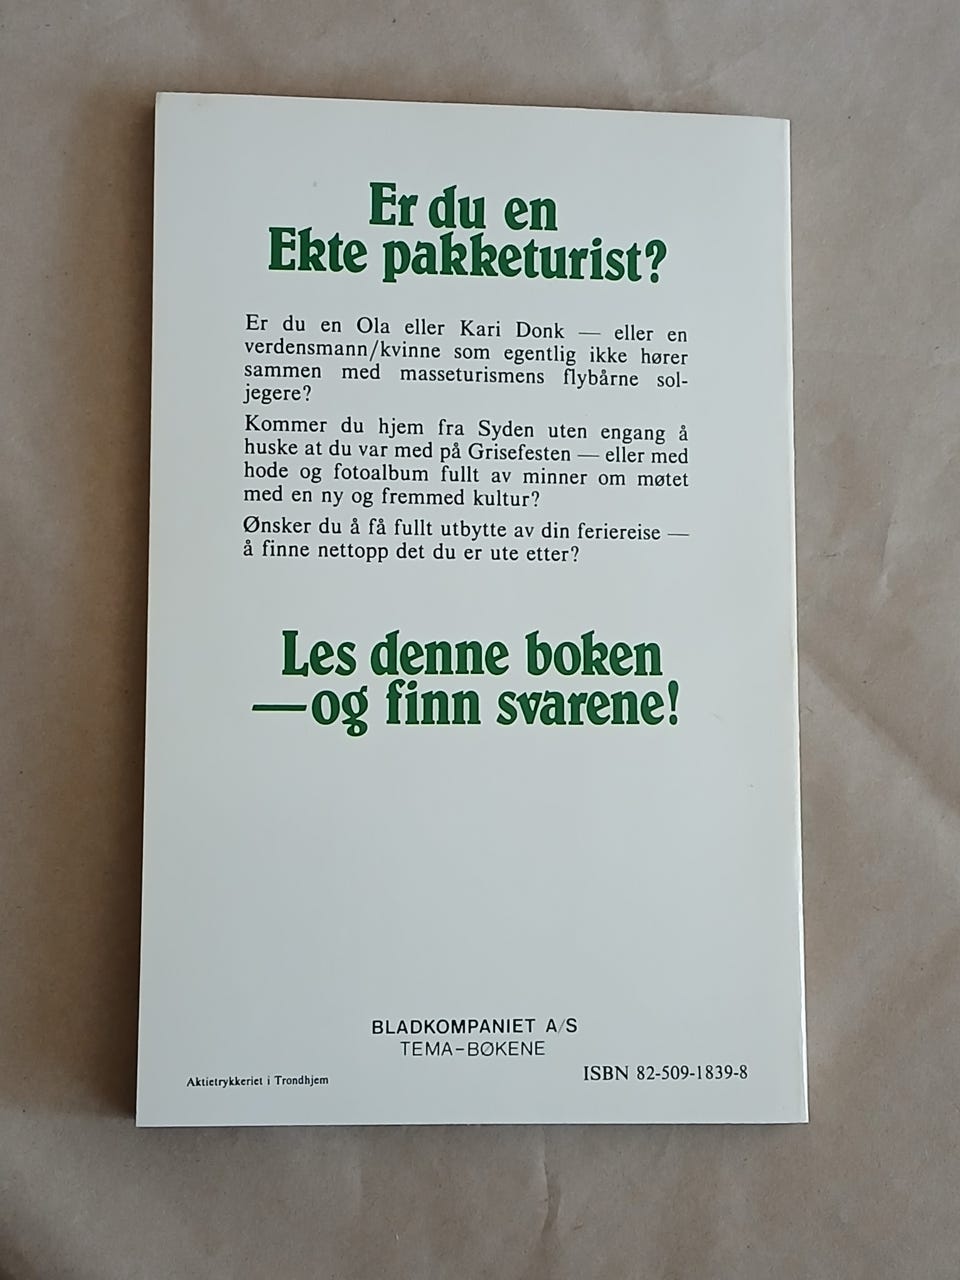 Er du en
Ekte pakketurist?
Er du en Ola eller Kari Donk — eller en
verdensmann/kvinne som egentlig ikke hører
sammen med masseturismens flybårne sol-
jegere?
Kommer du hjem fra Syden uten engang å
huske at du var med på Grisefesten — eller med
hode og fotoalbum fullt av minner om møtet
med en ny og fremmed kultur?
Ønsker du å få fullt utbytte av din feriereise —
å finne nettopp det du er ute etter?
Les denne boken
—og finn svarene!
BLADKOMPANIET A/S
TEMA-BØKENE
Aktietrykkeriet i Trondhjem
ISBN 82-509-1839-8